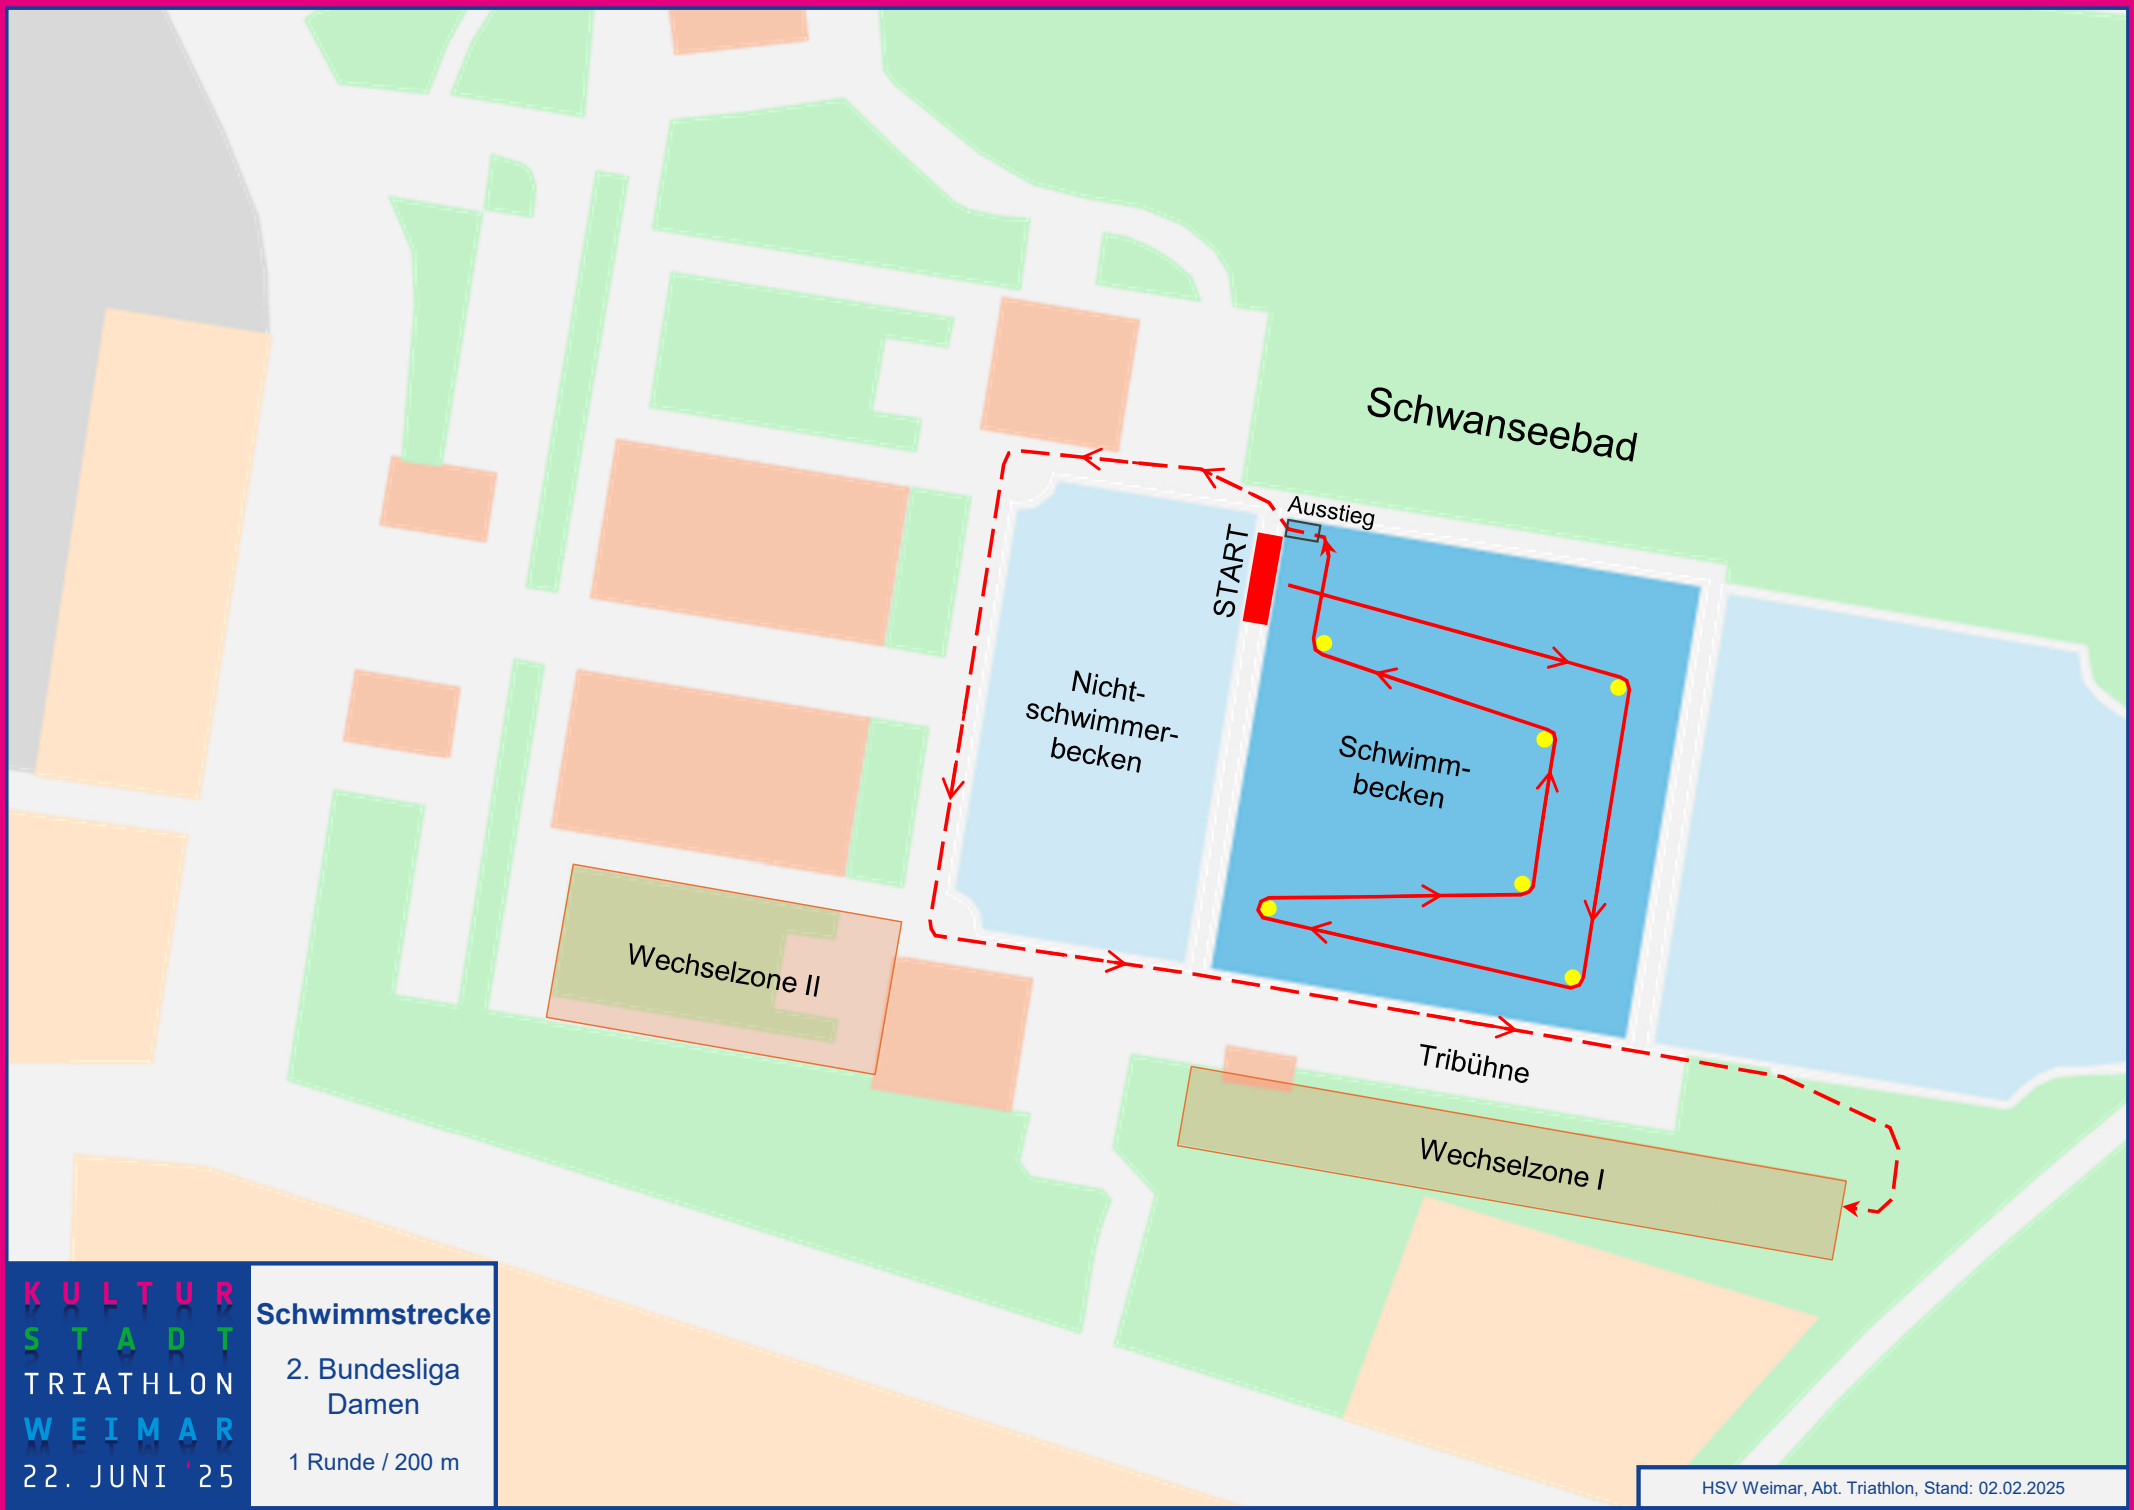 Schwanseebad
Ausstieg
START
Nicht-
schwimmer-
becken
Schwimm-
becken
Wechselzone II
Tribühne
Wechselzone I
KULTUR
STADT
TRIATHLON
WEIMAR
22. JUNI '25
Schwimmstrecke
2. Bundesliga
Damen
1 Runde / 200 m
HSV Weimar, Abt. Triathlon, Stand: 02.02.2025